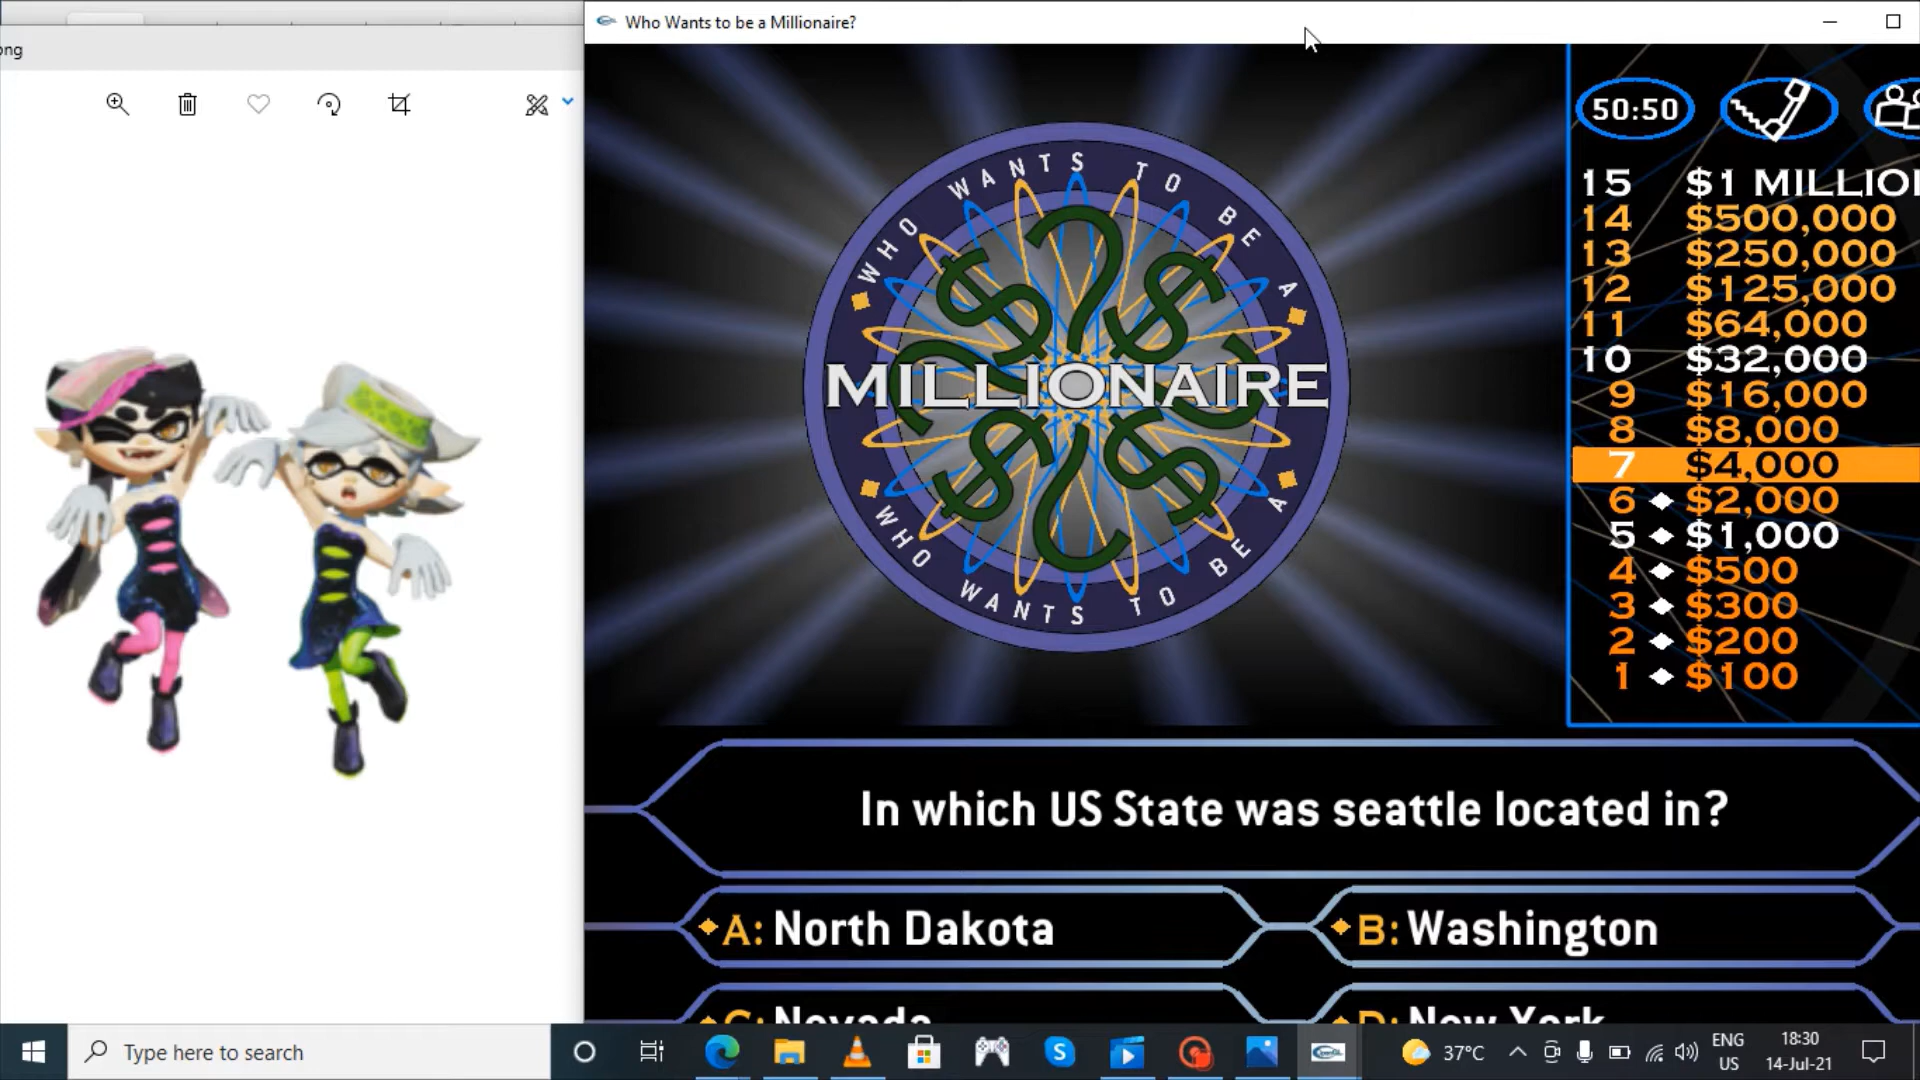 ong
Who Wants to be a Millionaire?
WHO WANTS TO BE A
MILLIONAIRE
WHO WANTS TO BE A
50:50
15 $1 MILLIO
14 $500,000
13 $250,000
12 $125,000
11 $64,000
10 $32,000
9 $16,000
8 $8,000
7 $4,000
6 $2,000
5 $1,000
4 $500
3 $300
2 $200
1 $100
In which US State was seattle located in?
A: North Dakota
B: Washington
C: Nevada
D: New York
Type here to search
37°C
ENG
US
18:30
14-Jul-21